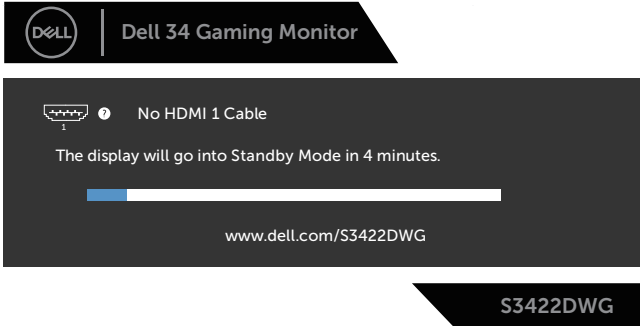 DELL
Dell 34 Gaming Monitor
? No HDMI 1 Cable
1
The display will go into Standby Mode in 4 minutes.
www.dell.com/S3422DWG
S3422DWG